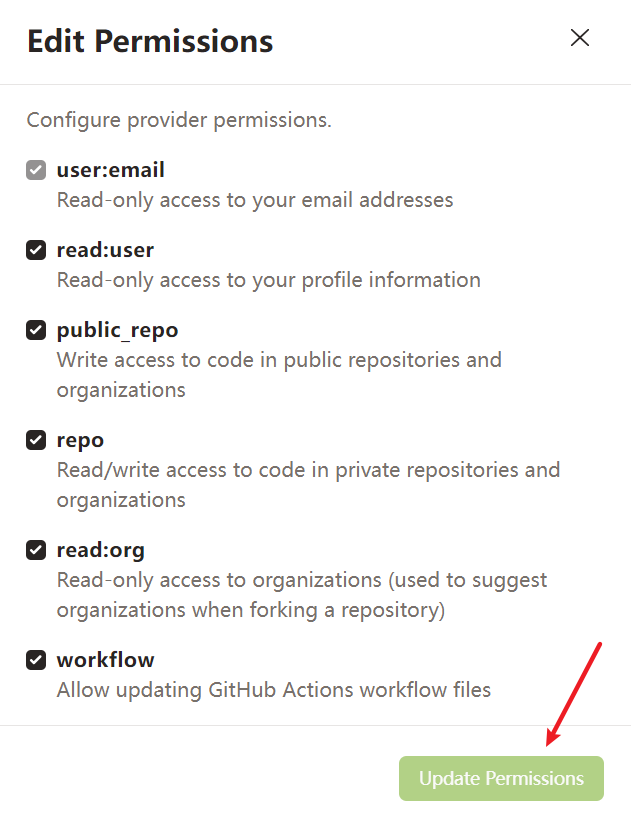 Edit Permissions
Configure provider permissions.
user:email
Read-only access to your email addresses
read:user
Read-only access to your profile information
public_repo
Write access to code in public repositories and
organizations
repo
Read/write access to code in private repositories and
organizations
read:org
Read-only access to organizations (used to suggest
organizations when forking a repository)
workflow
Allow updating GitHub Actions workflow files
Update Permissions